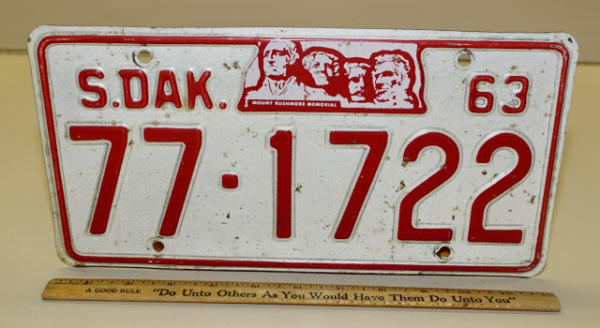 S.DAK. 63
MOUNT RUSHMORE MEMORIAL
77·1722
A GOOD RULE "Do Unto Others As You Would Have Them Do Unto You"